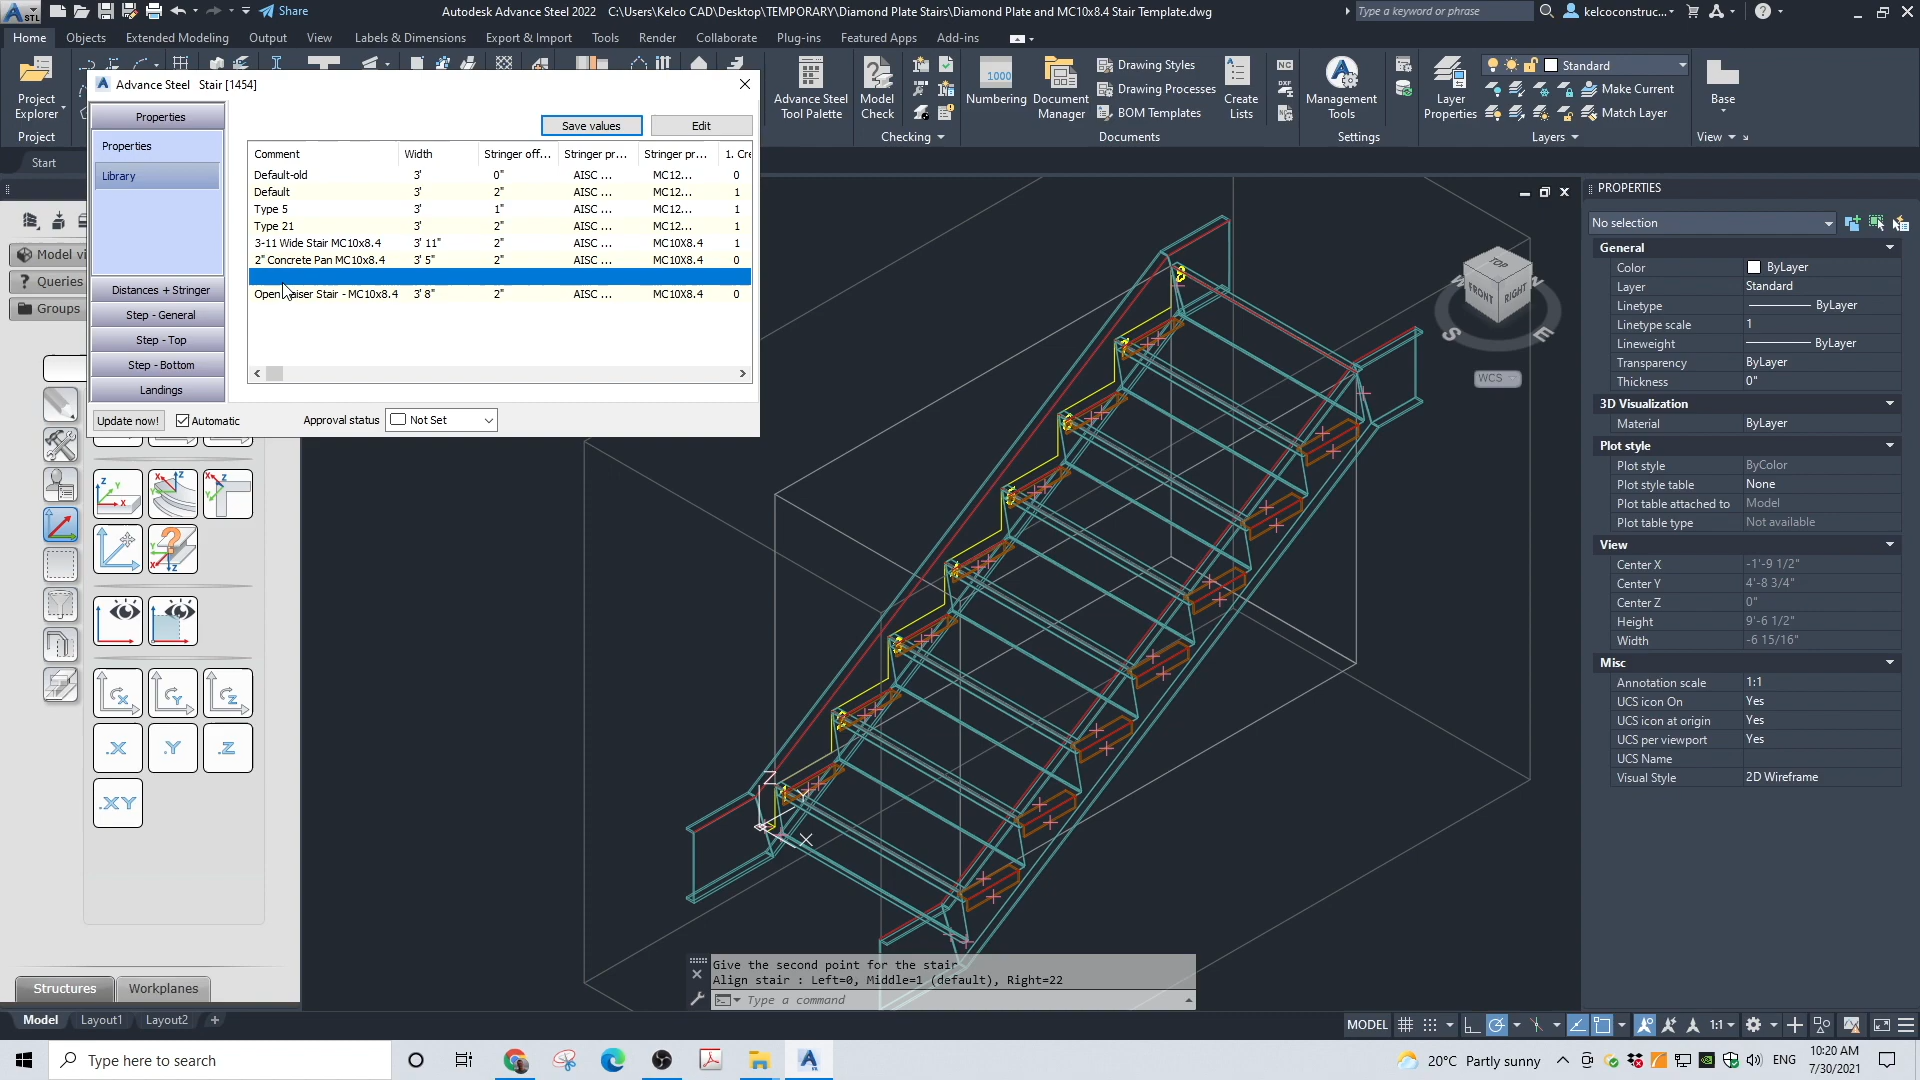 STL
Share
Autodesk Advance Steel 2022
C:\Users\Kelco CAD\Desktop\TEMPORARY\Diamond Plate Stairs\Diamond Plate and MC10x8.4 Stair Template.dwg
Type a keyword or phrase
kelcoconstruc...
Home
Objects
Extended Modeling
Output
View
Labels & Dimensions
Export & Import
Tools
Render
Collaborate
Plug-ins
Featured Apps
Add-ins
Project
Explorer
Project
Advance Steel
Tool Palette
Model
Check
Checking
1000
Numbering
Document
Manager
Drawing Styles
Drawing Processes
BOM Templates
Documents
NC
DXF
Create
Lists
Management
Tools
Settings
Layer
Properties
Standard
Make Current
Match Layer
Layers
Base
View
Start
Advance Steel Stair [1454]
Properties
Properties
Library
Distances + Stringer
Step - General
Step - Top
Step - Bottom
Landings
Save values
Edit
Comment Width Stringer off... Stringer pr... Stringer pr... 1. Cre
Default-old 3' 0" AISC ... MC12... 0
Default 3' 2" AISC ... MC12... 1
Type 5 3' 1" AISC ... MC12... 1
Type 21 3' 2" AISC ... MC12... 1
3-11 Wide Stair MC10x8.4 3' 11" 2" AISC ... MC10X8.4 1
2" Concrete Pan MC10x8.4 3' 5" 2" AISC ... MC10X8.4 0
Open Raiser Stair - MC10x8.4 3' 8" 2" AISC ... MC10X8.4 0
Update now!
Automatic
Approval status
Not Set
Model vi
Queries
Groups
.X
.Y
.Z
.XY
Structures
Workplanes
TOP
FRONT
RIGHT
W
S
E
WCS
Z
Y
X
Give the second point for the stair
Align stair : Left=0, Middle=1 (default), Right=22
Type a command
PROPERTIES
No selection
General
Color ByLayer
Layer Standard
Linetype ByLayer
Linetype scale 1
Lineweight ByLayer
Transparency ByLayer
Thickness 0"
3D Visualization
Material ByLayer
Plot style
Plot style ByColor
Plot style table None
Plot table attached to Model
Plot table type Not available
View
Center X -1'-9 1/2"
Center Y 4'-8 3/4"
Center Z 0"
Height 9'-6 1/2"
Width -6 15/16"
Misc
Annotation scale 1:1
UCS icon On Yes
UCS icon at origin Yes
UCS per viewport Yes
UCS Name
Visual Style 2D Wireframe
Model
Layout1
Layout2
MODEL
1:1
Type here to search
20°C Partly sunny
ENG
10:20 AM
7/30/2021